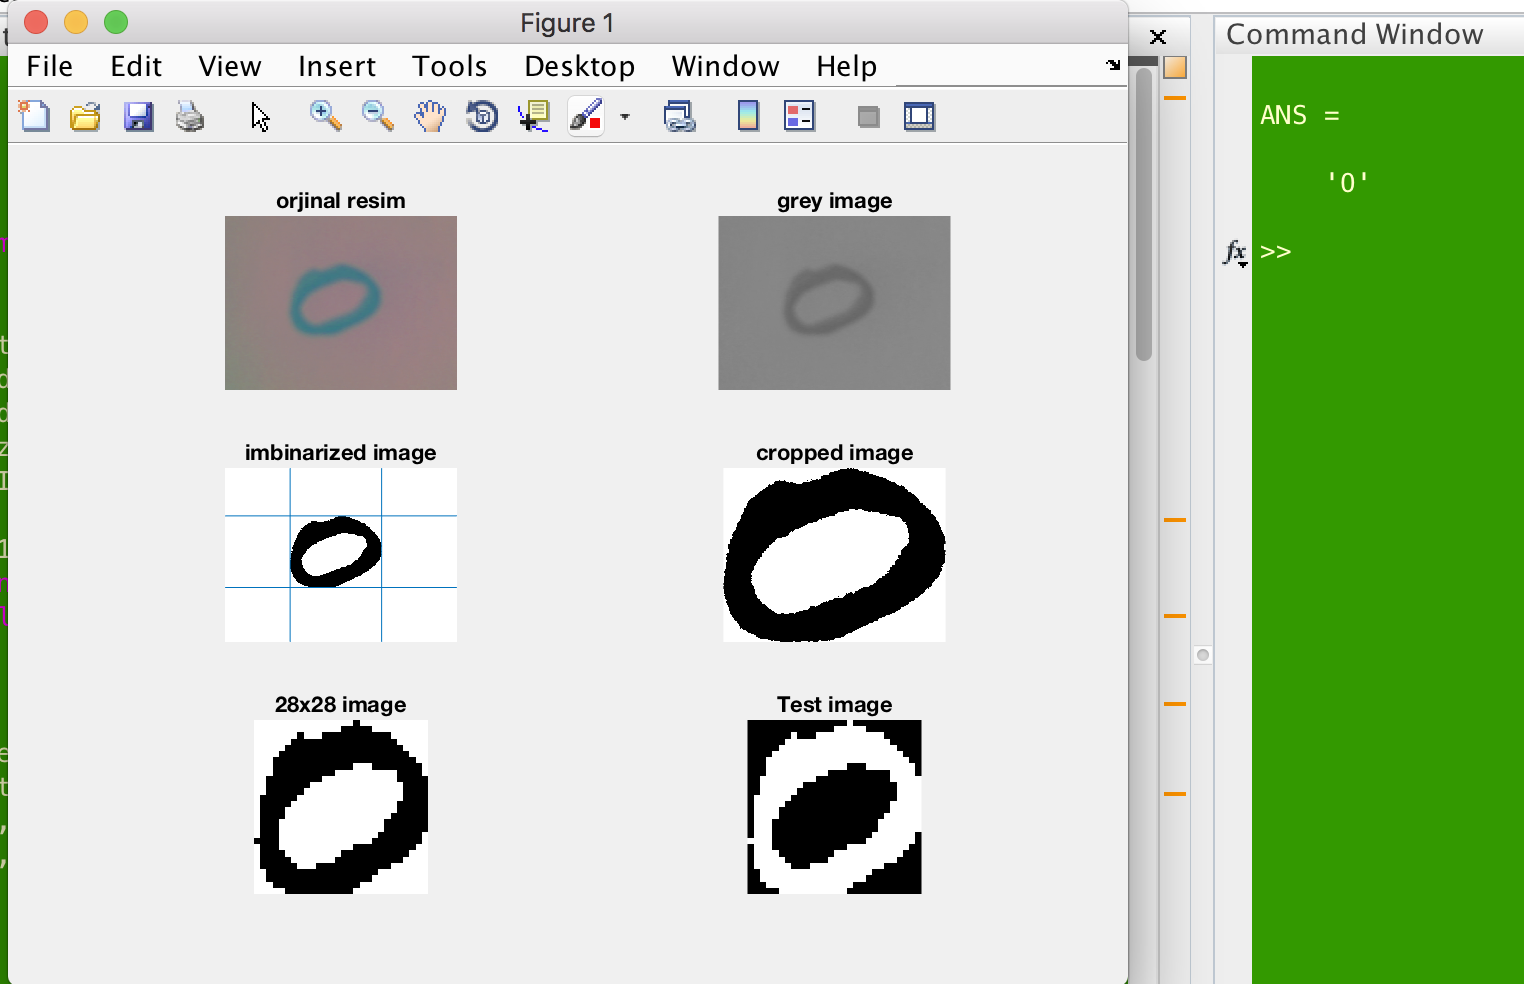 Figure 1
File Edit View Insert Tools Desktop Window Help
orjinal resim
grey image
imbinarized image
cropped image
28x28 image
Test image
Command Window
ANS =
'0'
fx >>